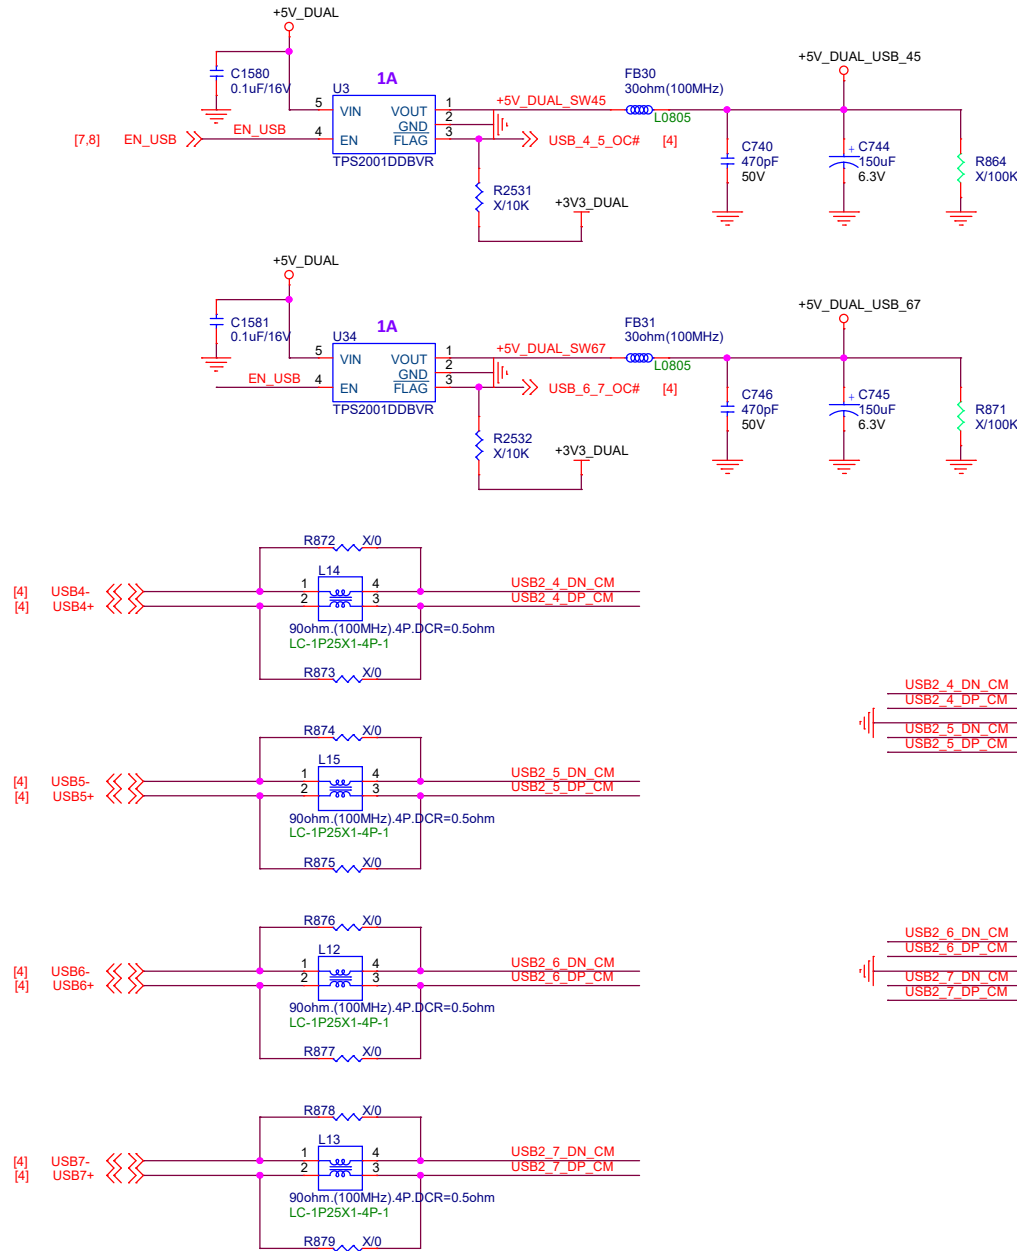 +5V_DUAL
C1580
0.1uF/16V
U3
1A
+5V_DUAL_SW45
FB30
30ohm(100MHz)
L0805
+5V_DUAL_USB_45
5 VIN VOUT 1
GND 2
4 EN FLAG 3
TPS2001DDBVR
[7,8] EN_USB EN_USB
USB_4_5_OC# [4]
R2531
X/10K
+3V3_DUAL
C740
470pF
50V
+ C744
150uF
6.3V
R864
X/100K
+5V_DUAL
C1581
0.1uF/16V
U34
1A
+5V_DUAL_SW67
FB31
30ohm(100MHz)
L0805
+5V_DUAL_USB_67
5 VIN VOUT 1
GND 2
EN_USB 4 EN FLAG 3
TPS2001DDBVR
USB_6_7_OC# [4]
R2532
X/10K
+3V3_DUAL
C746
470pF
50V
+ C745
150uF
6.3V
R871
X/100K
R872 X/0
L14
[4] USB4- 1 4 USB2_4_DN_CM
[4] USB4+ 2 3 USB2_4_DP_CM
90ohm.(100MHz).4P.DCR=0.5ohm
LC-1P25X1-4P-1
R873 X/0
USB2_4_DN_CM
USB2_4_DP_CM
USB2_5_DN_CM
USB2_5_DP_CM
R874 X/0
L15
[4] USB5- 1 4 USB2_5_DN_CM
[4] USB5+ 2 3 USB2_5_DP_CM
90ohm.(100MHz).4P.DCR=0.5ohm
LC-1P25X1-4P-1
R875 X/0
R876 X/0
L12
[4] USB6- 1 4 USB2_6_DN_CM
[4] USB6+ 2 3 USB2_6_DP_CM
90ohm.(100MHz).4P.DCR=0.5ohm
LC-1P25X1-4P-1
R877 X/0
USB2_6_DN_CM
USB2_6_DP_CM
USB2_7_DN_CM
USB2_7_DP_CM
R878 X/0
L13
[4] USB7- 1 4 USB2_7_DN_CM
[4] USB7+ 2 3 USB2_7_DP_CM
90ohm.(100MHz).4P.DCR=0.5ohm
LC-1P25X1-4P-1
R879 X/0